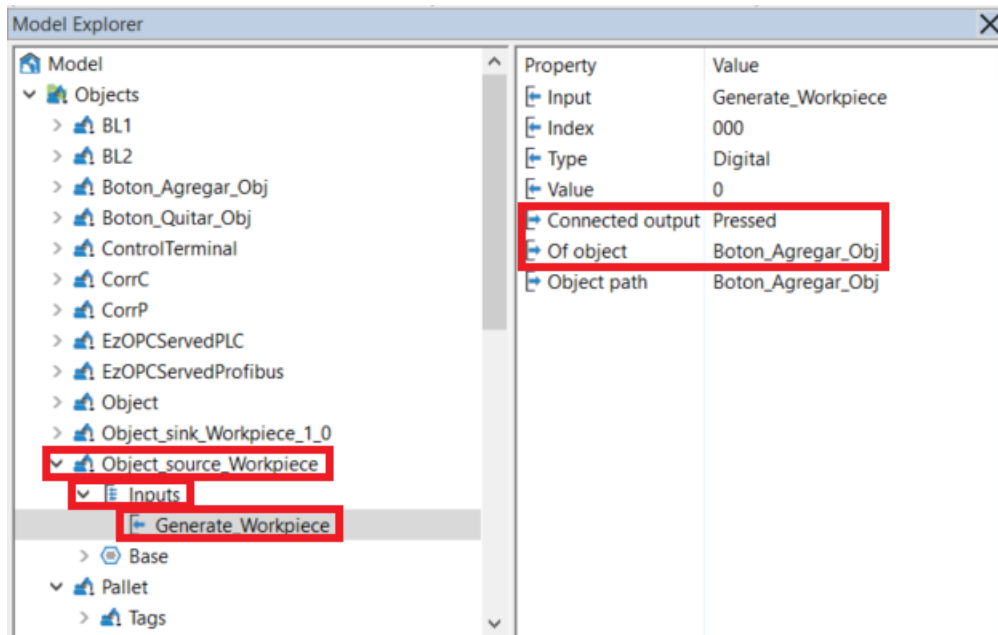 Model Explorer
Model
Objects
BL1
BL2
Boton_Agregar_Obj
Boton_Quitar_Obj
ControlTerminal
CorrC
CorrP
EzOPCServedPLC
EzOPCServedProfibus
Object
Object_sink_Workpiece_1_0
Object_source_Workpiece
Inputs
Generate_Workpiece
Base
Pallet
Tags
Property Value
Input Generate_Workpiece
Index 000
Type Digital
Value 0
Connected output Pressed
Of object Boton_Agregar_Obj
Object path Boton_Agregar_Obj